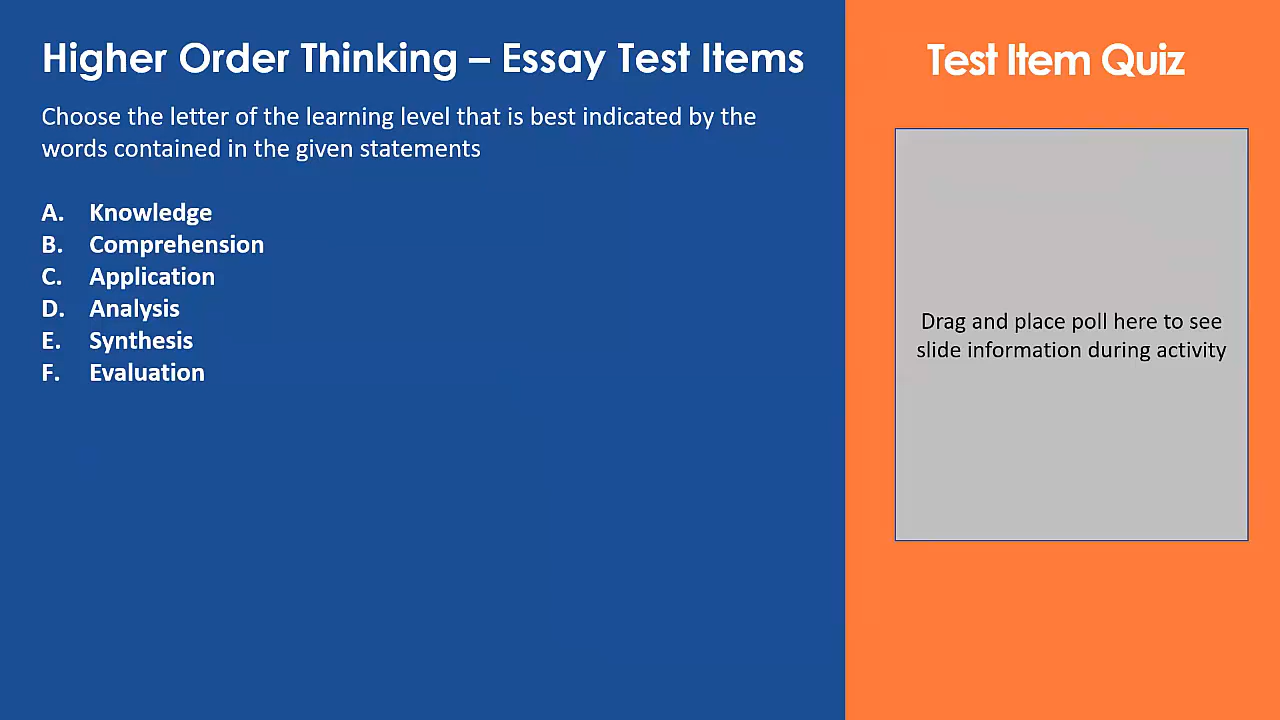 Higher Order Thinking – Essay Test Items
Choose the letter of the learning level that is best indicated by the
words contained in the given statements
A. Knowledge
B. Comprehension
C. Application
D. Analysis
E. Synthesis
F. Evaluation
Test Item Quiz
Drag and place poll here to see
slide information during activity